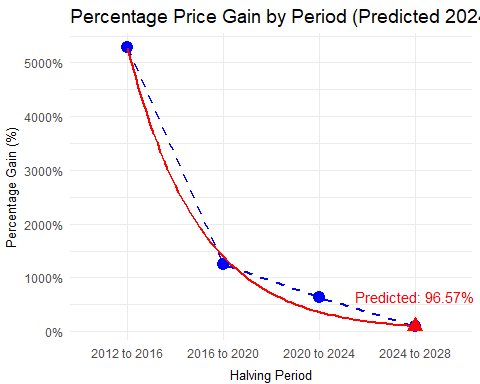 Percentage Price Gain by Period (Predicted 2024
Percentage Gain (%)
5000%
4000%
3000%
2000%
1000%
0%
Predicted: 96.57%
2012 to 2016
2016 to 2020
2020 to 2024
2024 to 2028
Halving Period